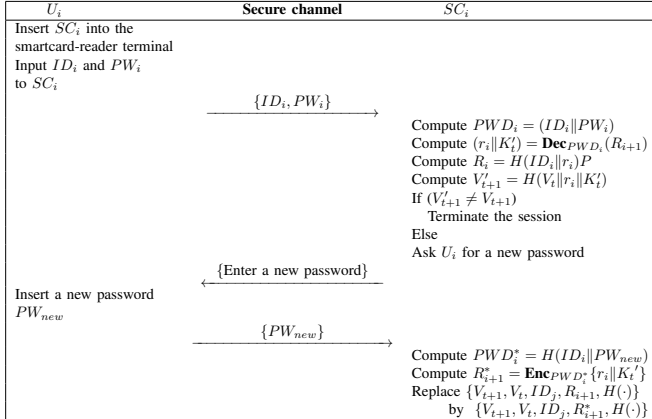 U_i Secure channel SC_i
Insert SC_i into the
smartcard-reader terminal
Input ID_i and PW_i
to SC_i
{ID_i, PW_i}
Compute PWD_i = (ID_i‖PW_i)
Compute (r_i‖K'_t) = Dec_{PWD_i}(R_{i+1})
Compute R_i = H(ID_i‖r_i)P
Compute V'_{t+1} = H(V_t‖r_i‖K'_t)
If (V'_{t+1} ≠ V_{t+1})
Terminate the session
Else
Ask U_i for a new password
{Enter a new password}
Insert a new password
PW_{new}
{PW_{new}}
Compute PWD*_i = H(ID_i‖PW_{new})
Compute R*_{i+1} = Enc_{PWD*_i}{r_i‖K_t'}
Replace {V_{t+1}, V_t, ID_j, R_{i+1}, H(·)}
by {V_{t+1}, V_t, ID_j, R*_{i+1}, H(·)}